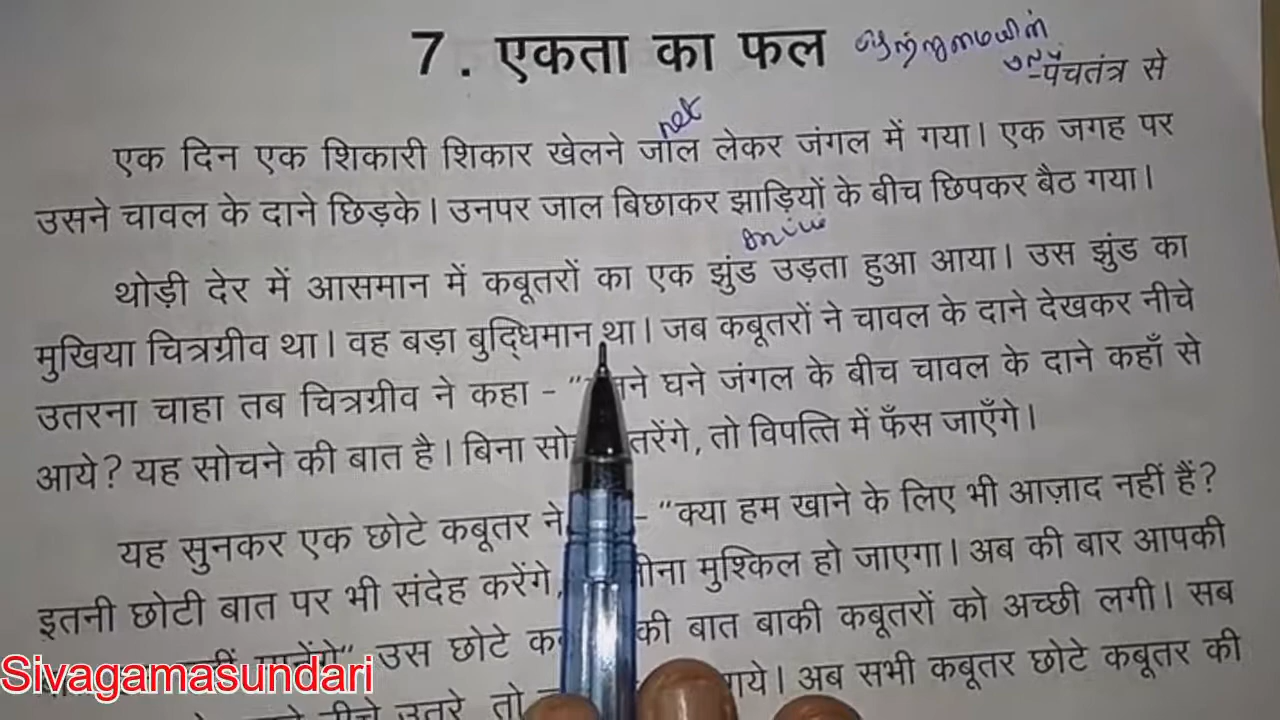 7. एकता का फल
-पंचतंत्र से
एक दिन एक शिकारी शिकार खेलने जाल लेकर जंगल में गया। एक जगह पर
net
उसने चावल के दाने छिड़के। उनपर जाल बिछाकर झाड़ियों के बीच छिपकर बैठ गया।
थोड़ी देर में आसमान में कबूतरों का एक झुंड उड़ता हुआ आया। उस झुंड का
मुखिया चित्रग्रीव था। वह बड़ा बुद्धिमान था। जब कबूतरों ने चावल के दाने देखकर नीचे
उतरना चाहा तब चित्रग्रीव ने कहा - " ने घने जंगल के बीच चावल के दाने कहाँ से
आये? यह सोचने की बात है। बिना तरेंगे, तो विपत्ति में फँस जाएँगे।
यह सुनकर एक छोटे कबूतर ने - "क्या हम खाने के लिए भी आज़ाद नहीं हैं?
इतनी छोटी बात पर भी संदेह करेंगे, मुश्किल हो जाएगा। अब की बार आपकी
उस छोटे की बात बाकी कबूतरों को अच्छी लगी। सब
नीचे उतरे, तो अब सभी कबूतर छोटे कबूतर की
Sivagamasundari